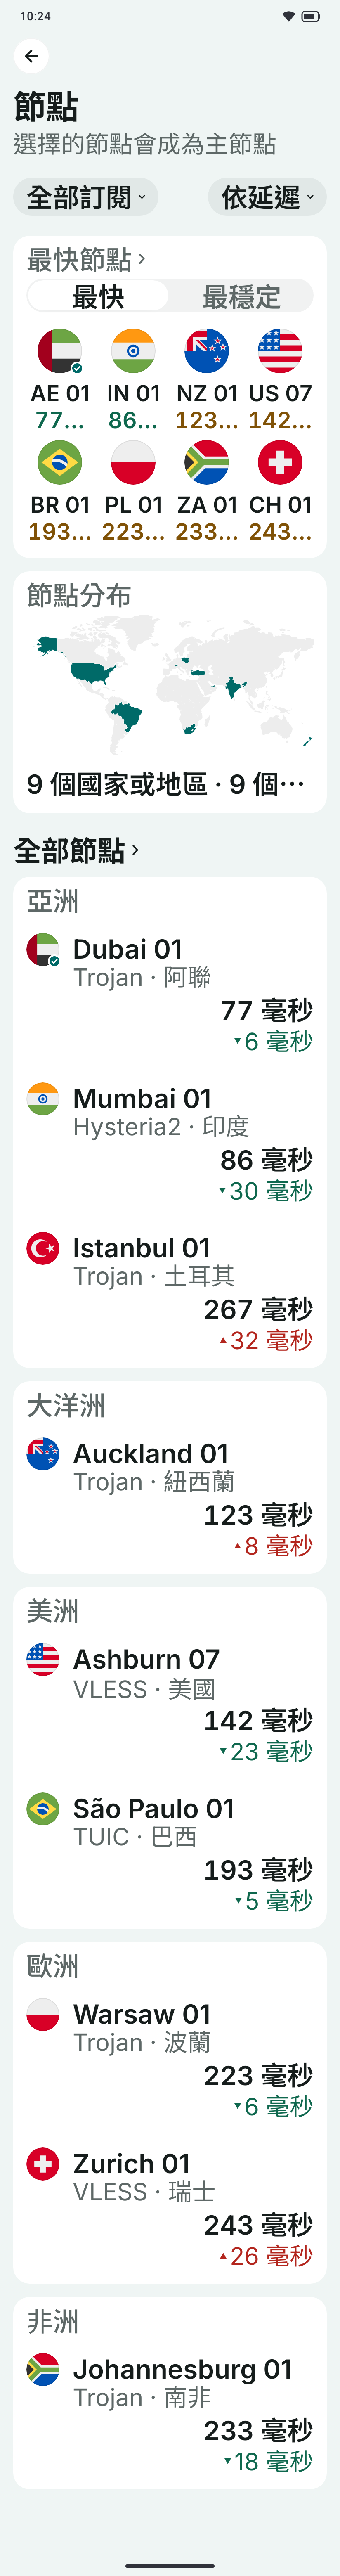 10:24
節點
選擇的節點會成為主節點
全部訂閱
依延遲
最快節點
最快
最穩定
AE 01
IN 01
NZ 01
US 07
77...
86...
123...
142...
BR 01
PL 01
ZA 01
CH 01
193...
223...
233...
243...
節點分布
9 個國家或地區 · 9 個…
全部節點
亞洲
Dubai 01
Trojan · 阿聯
77 毫秒
▾6 毫秒
Mumbai 01
Hysteria2 · 印度
86 毫秒
▾30 毫秒
Istanbul 01
Trojan · 土耳其
267 毫秒
▴32 毫秒
大洋洲
Auckland 01
Trojan · 紐西蘭
123 毫秒
▴8 毫秒
美洲
Ashburn 07
VLESS · 美國
142 毫秒
▾23 毫秒
São Paulo 01
TUIC · 巴西
193 毫秒
▾5 毫秒
歐洲
Warsaw 01
Trojan · 波蘭
223 毫秒
▾6 毫秒
Zurich 01
VLESS · 瑞士
243 毫秒
▴26 毫秒
非洲
Johannesburg 01
Trojan · 南非
233 毫秒
▾18 毫秒